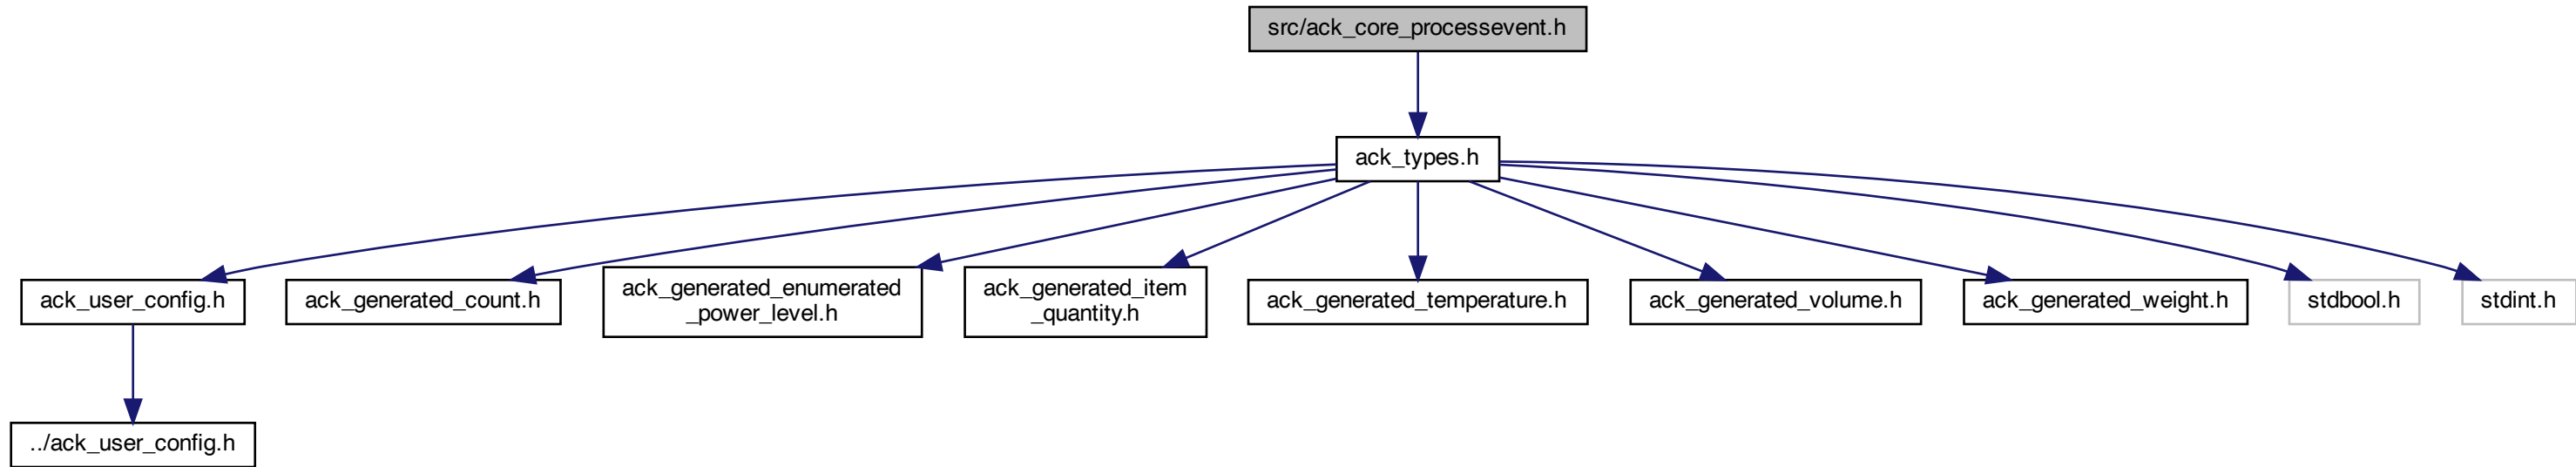 src/ack_core_processevent.h
ack_types.h
ack_user_config.h
ack_generated_count.h
ack_generated_enumerated
_power_level.h
ack_generated_item
_quantity.h
ack_generated_temperature.h
ack_generated_volume.h
ack_generated_weight.h
stdbool.h
stdint.h
../ack_user_config.h